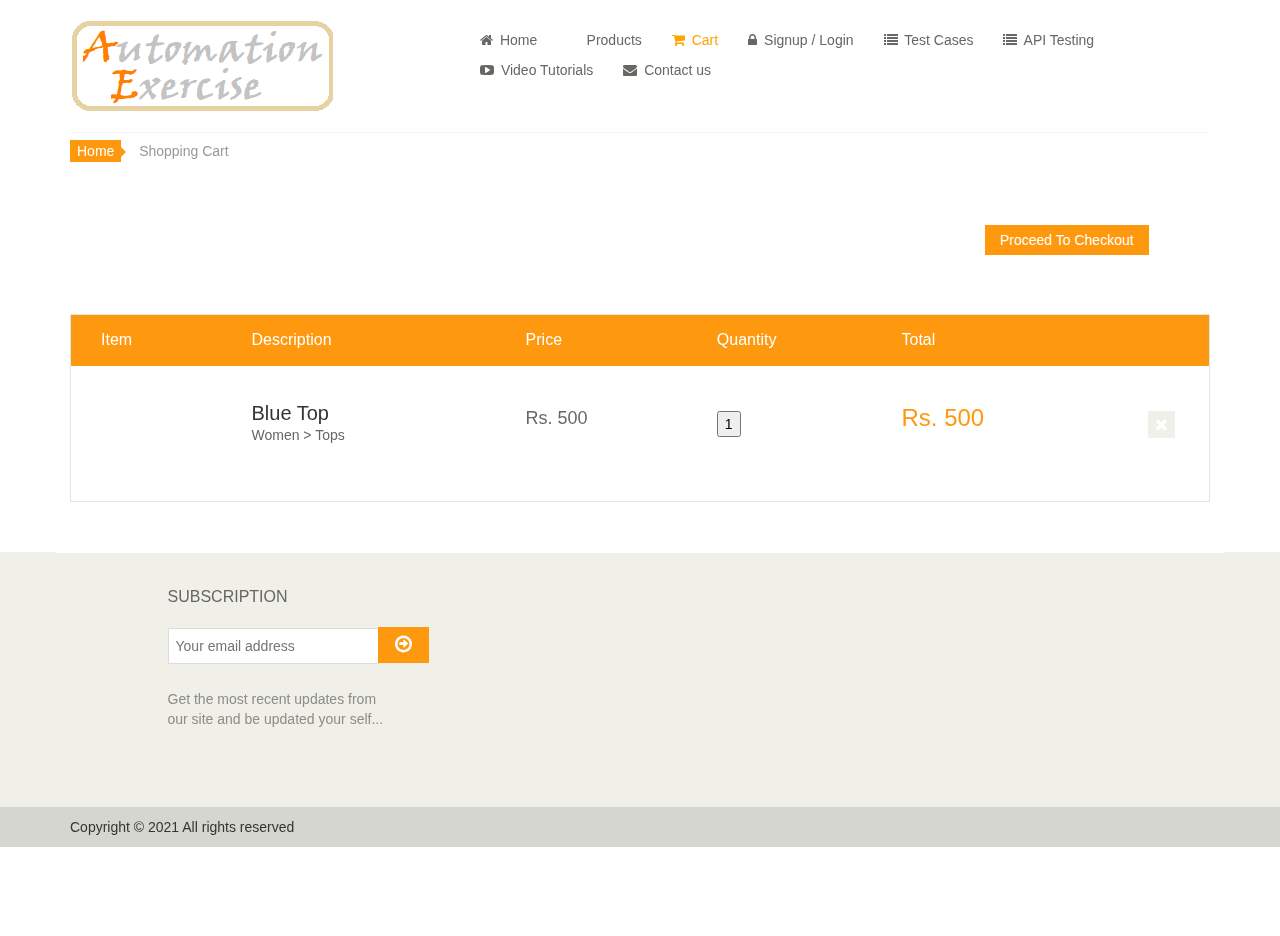 Automation
Exercise
Home Products Cart Signup / Login Test Cases API Testing
Video Tutorials Contact us
Home Shopping Cart
Proceed To Checkout
Item Description Price Quantity Total
Blue Top Rs. 500 1 Rs. 500
Women > Tops
SUBSCRIPTION
Your email address
Get the most recent updates from
our site and be updated your self...
Copyright © 2021 All rights reserved